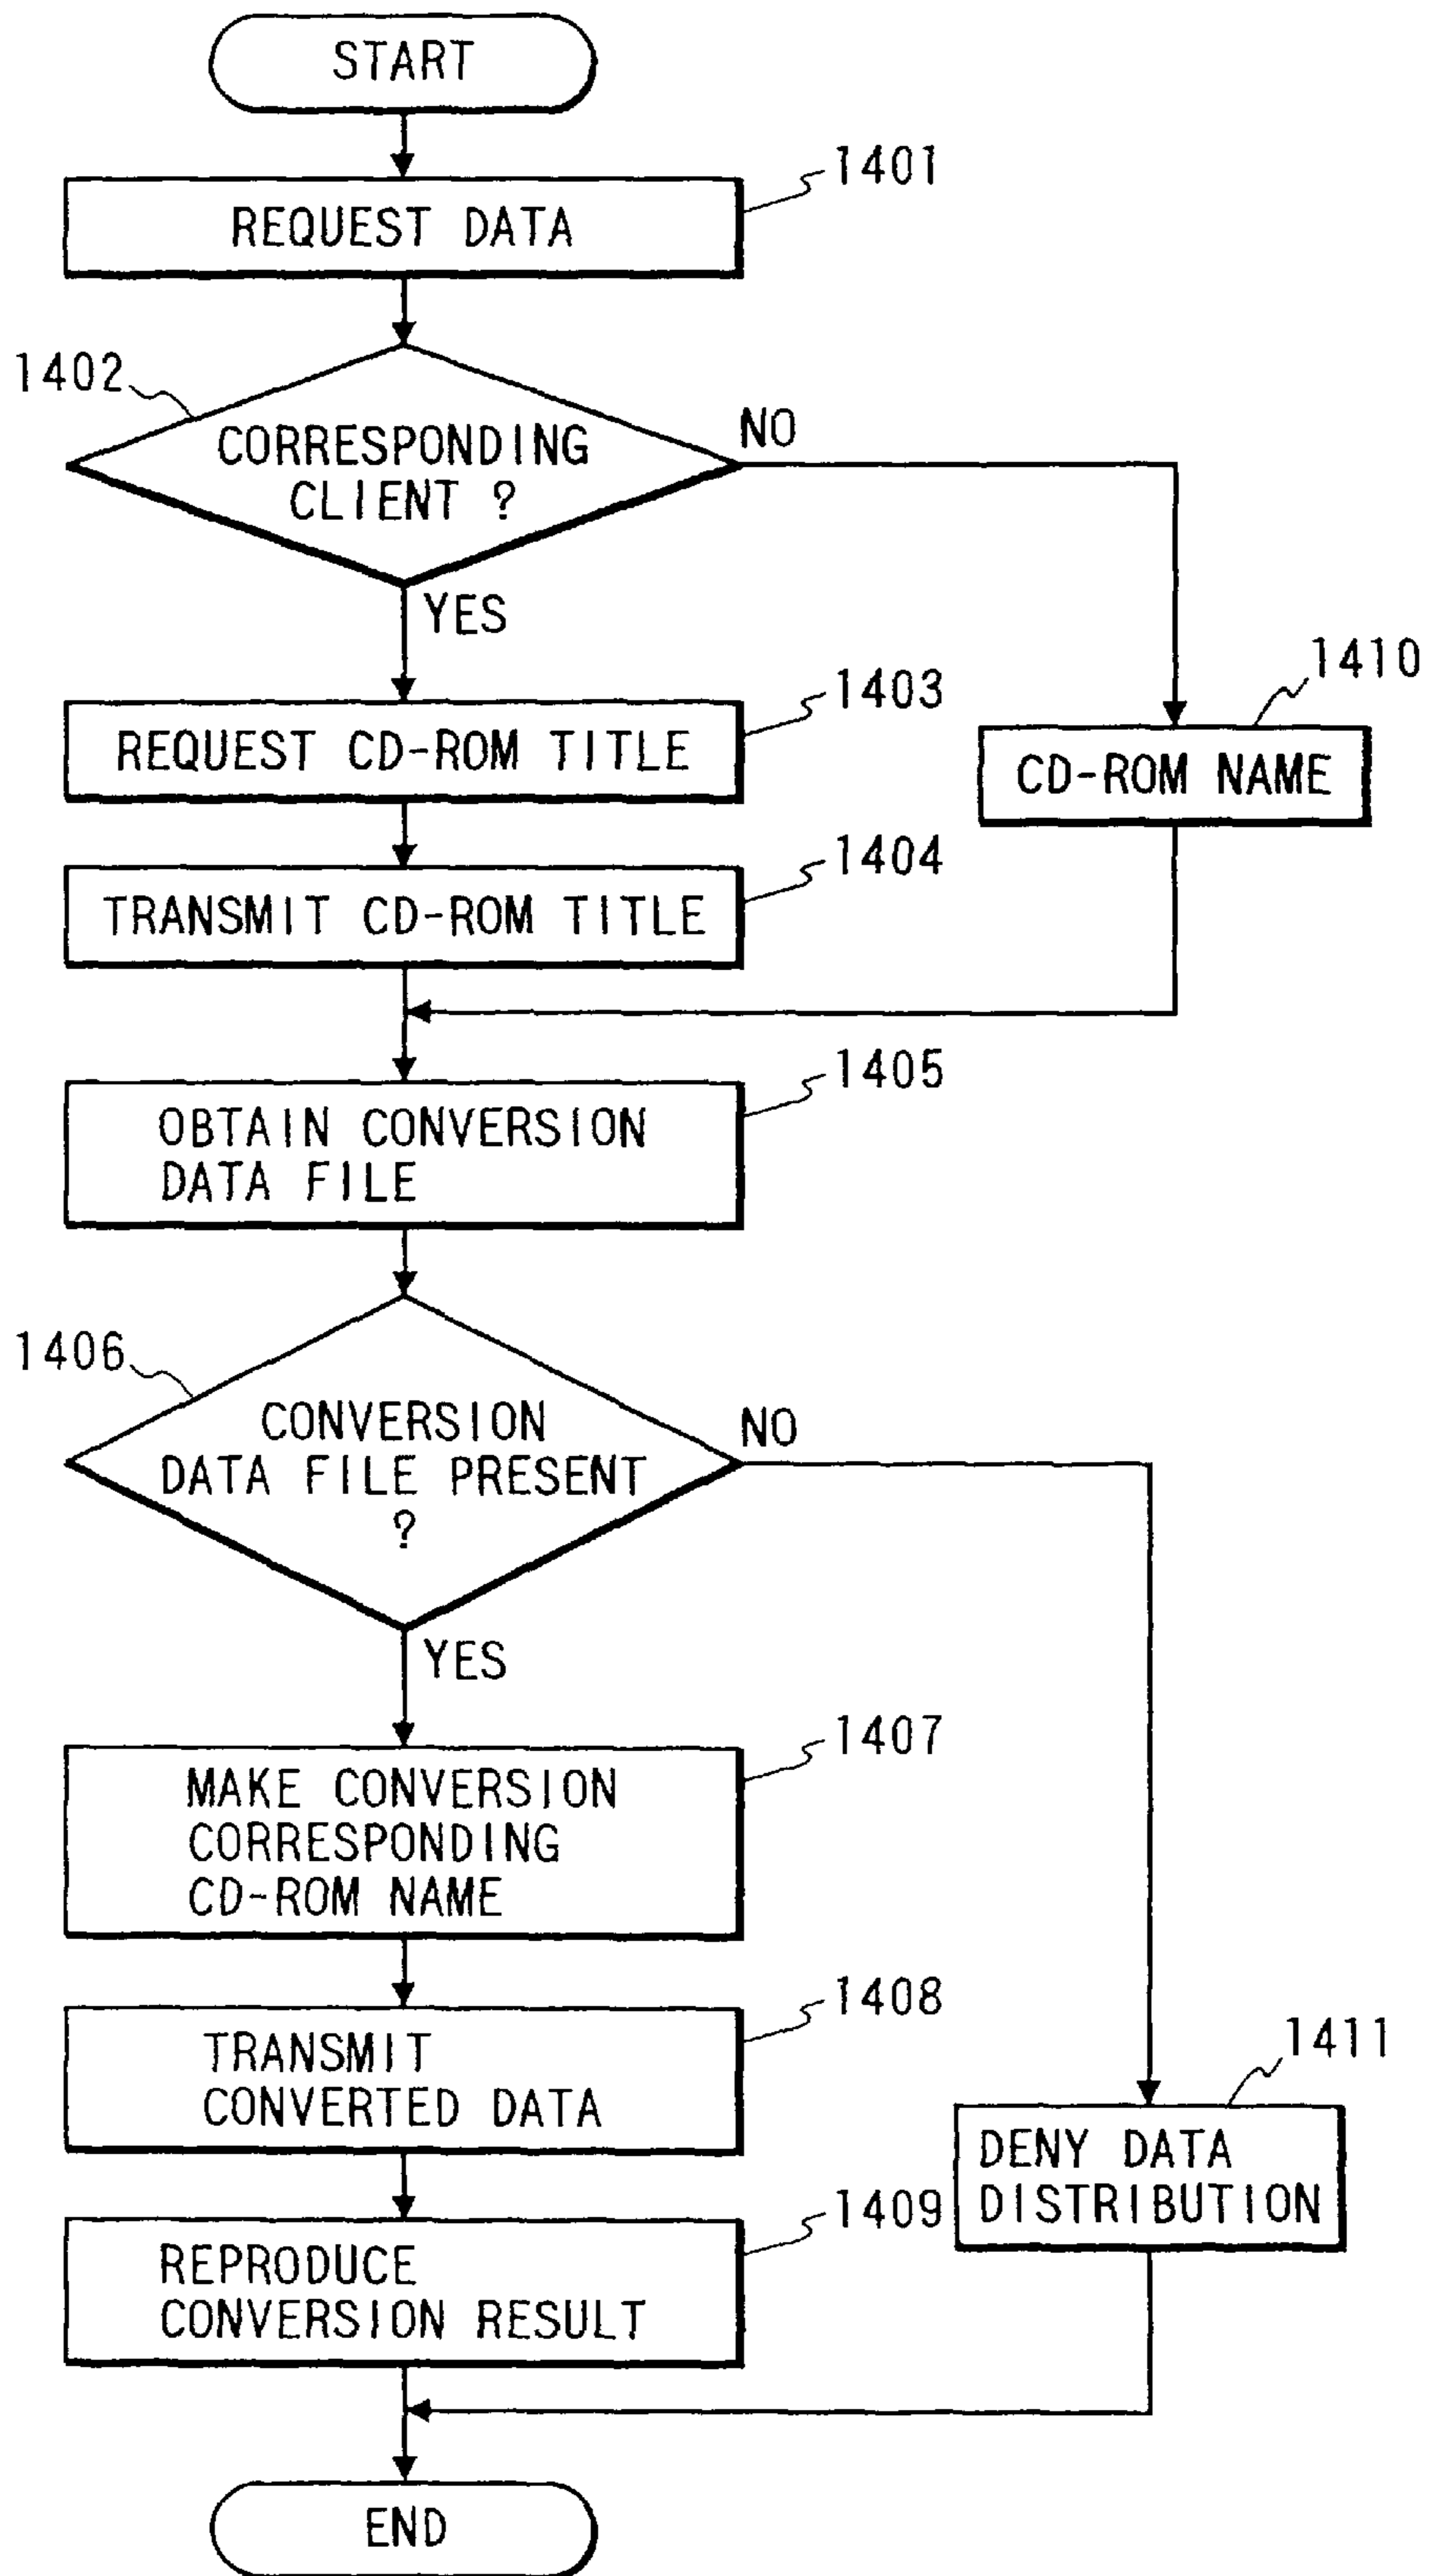 START
1401
REQUEST DATA
1402
CORRESPONDING
CLIENT ?
NO
YES
1403
REQUEST CD-ROM TITLE
1410
CD-ROM NAME
1404
TRANSMIT CD-ROM TITLE
1405
OBTAIN CONVERSION
DATA FILE
1406
CONVERSION
DATA FILE PRESENT
?
NO
YES
1407
MAKE CONVERSION
CORRESPONDING
CD-ROM NAME
1408
TRANSMIT
CONVERTED DATA
1411
DENY DATA
DISTRIBUTION
1409
REPRODUCE
CONVERSION RESULT
END